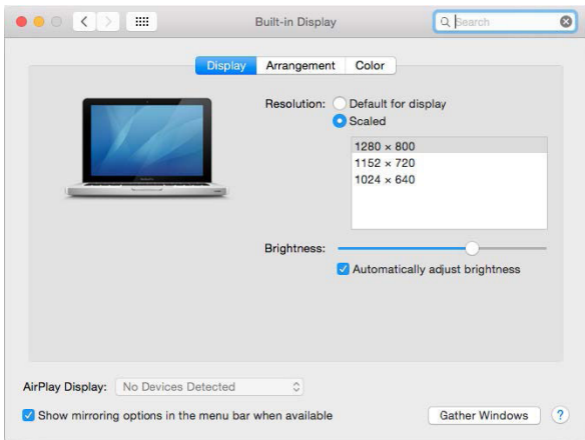 Built-in Display
Search
Display Arrangement Color
Resolution: Default for display
Scaled
1280 × 800
1152 × 720
1024 × 640
Brightness:
Automatically adjust brightness
AirPlay Display: No Devices Detected
Show mirroring options in the menu bar when available
Gather Windows ?